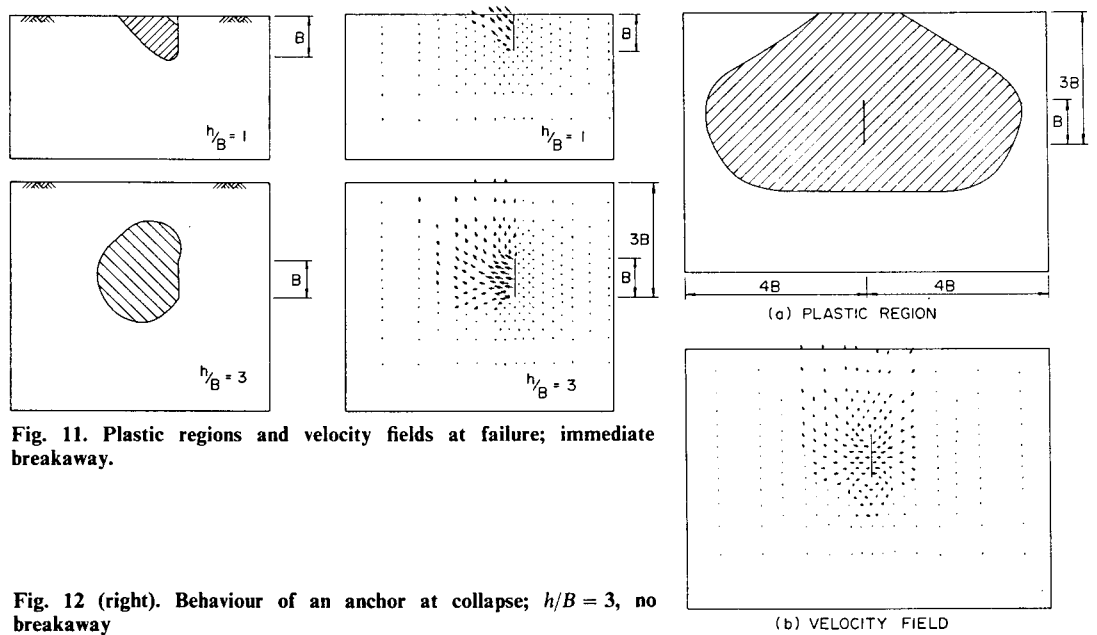 B
h/B = 1
B
h/B = 1
3B
B
4B
4B
(a) PLASTIC REGION
B
h/B = 3
3B
B
h/B = 3
Fig. 11. Plastic regions and velocity fields at failure; immediate
breakaway.
Fig. 12 (right). Behaviour of an anchor at collapse; h/B = 3, no
breakaway
(b) VELOCITY FIELD